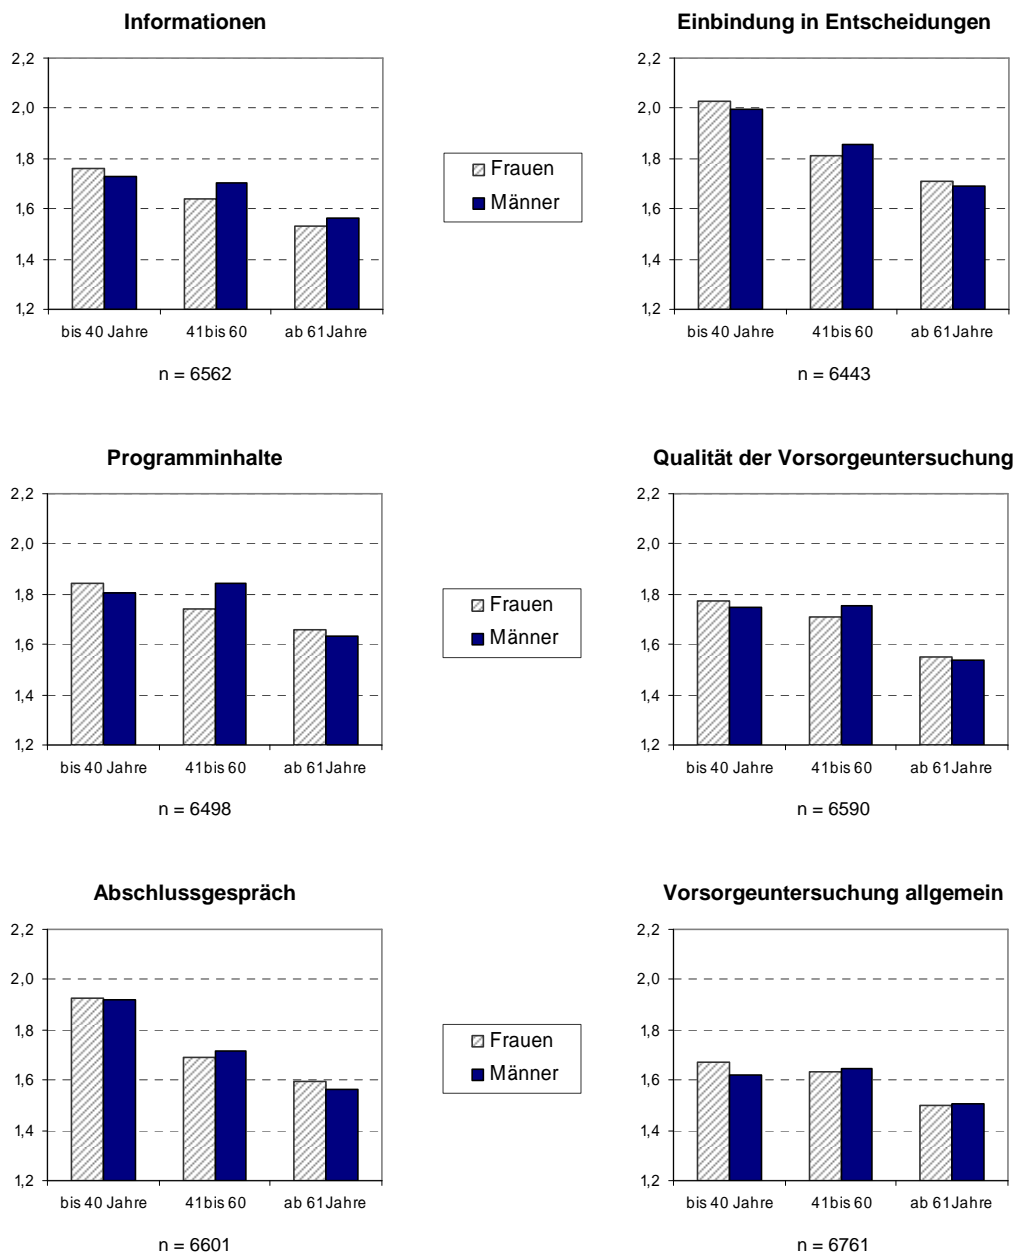 Informationen
2,2
2,0
1,8
1,6
1,4
1,2
bis 40 Jahre 41bis 60 ab 61Jahre
n = 6562
Frauen
Männer
Einbindung in Entscheidungen
2,2
2,0
1,8
1,6
1,4
1,2
bis 40 Jahre 41bis 60 ab 61Jahre
n = 6443
Programminhalte
2,2
2,0
1,8
1,6
1,4
1,2
bis 40 Jahre 41bis 60 ab 61Jahre
n = 6498
Frauen
Männer
Qualität der Vorsorgeuntersuchung
2,2
2,0
1,8
1,6
1,4
1,2
bis 40 Jahre 41bis 60 ab 61Jahre
n = 6590
Abschlussgespräch
2,2
2,0
1,8
1,6
1,4
1,2
bis 40 Jahre 41bis 60 ab 61Jahre
n = 6601
Frauen
Männer
Vorsorgeuntersuchung allgemein
2,2
2,0
1,8
1,6
1,4
1,2
bis 40 Jahre 41bis 60 ab 61Jahre
n = 6761